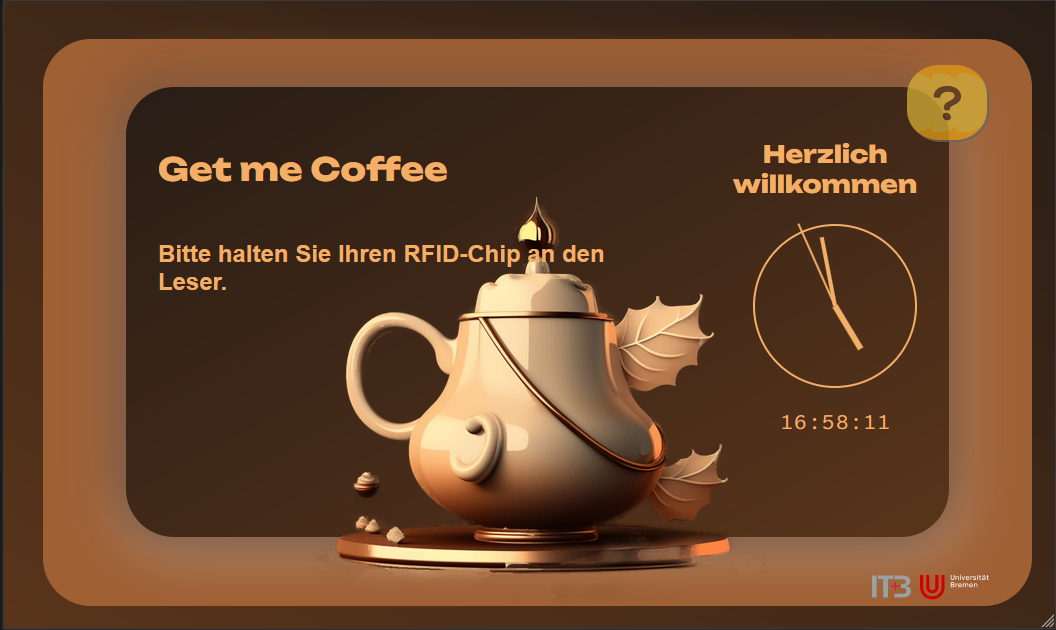 ?
Get me Coffee
Herzlich
willkommen
Bitte halten Sie Ihren RFID-Chip an den
Leser.
16:58:11
ITB
Universität
Bremen